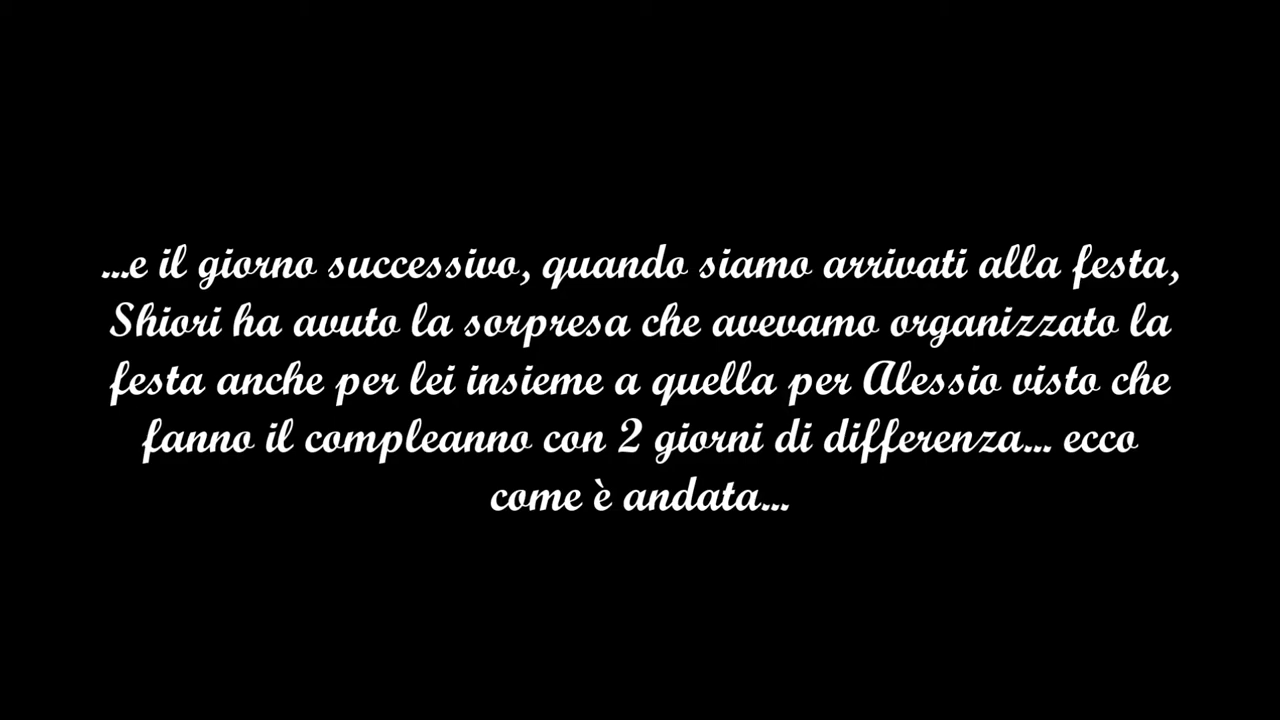 ...e il giorno successivo, quando siamo arrivati alla festa,
Shiori ha avuto la sorpresa che avevamo organizzato la
festa anche per lei insieme a quella per Alessio visto che
fanno il compleanno con 2 giorni di differenza... ecco
come è andata...